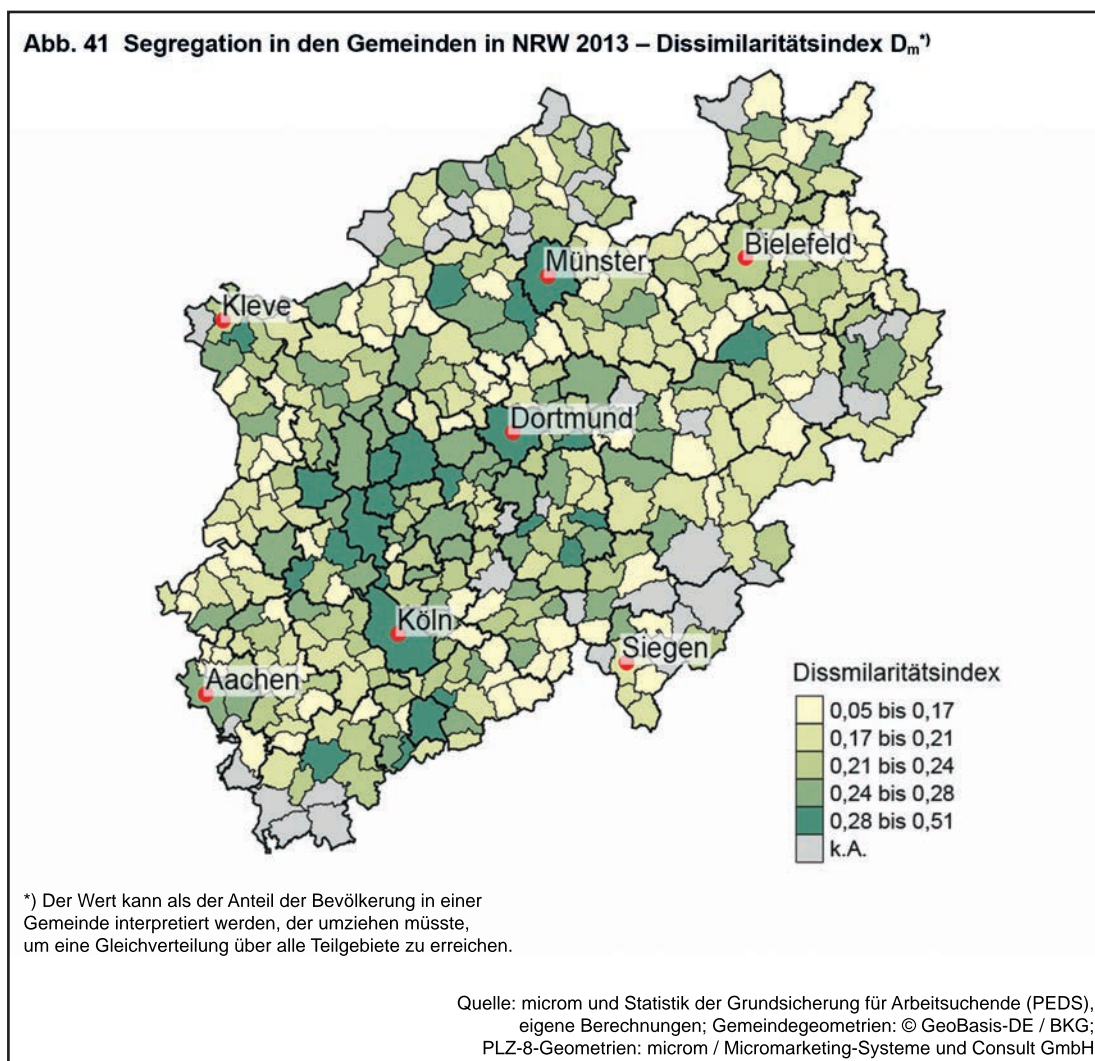 Abb. 41 Segregation in den Gemeinden in NRW 2013 – Dissimilaritätsindex Dm*)
Münster
Bielefeld
Kleve
Dortmund
Köln
Siegen
Aachen
Dissmilaritätsindex
0,05 bis 0,17
0,17 bis 0,21
0,21 bis 0,24
0,24 bis 0,28
0,28 bis 0,51
k.A.
*) Der Wert kann als der Anteil der Bevölkerung in einer
Gemeinde interpretiert werden, der umziehen müsste,
um eine Gleichverteilung über alle Teilgebiete zu erreichen.
Quelle: microm und Statistik der Grundsicherung für Arbeitsuchende (PEDS),
eigene Berechnungen; Gemeindegeometrien: © GeoBasis-DE / BKG;
PLZ-8-Geometrien: microm / Micromarketing-Systeme und Consult GmbH